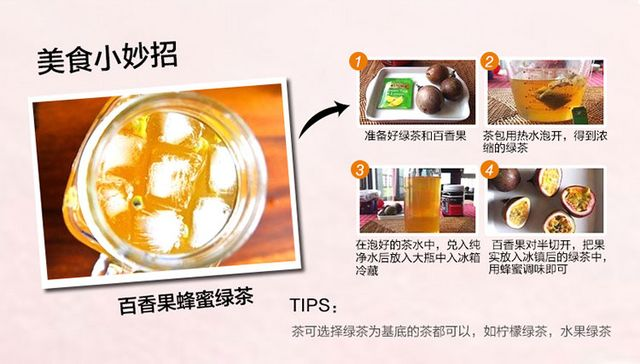 美食小妙招
1
准备好绿茶和百香果
2
茶包用热水泡开，得到浓
缩的绿茶
3
在泡好的茶水中，兑入纯
净水后放入大瓶中入冰箱
冷藏
4
百香果对半切开，把果
实放入冰镇后的绿茶中，
用蜂蜜调味即可
百香果蜂蜜绿茶
TIPS：
茶可选择绿茶为基底的茶都可以，如柠檬绿茶，水果绿茶